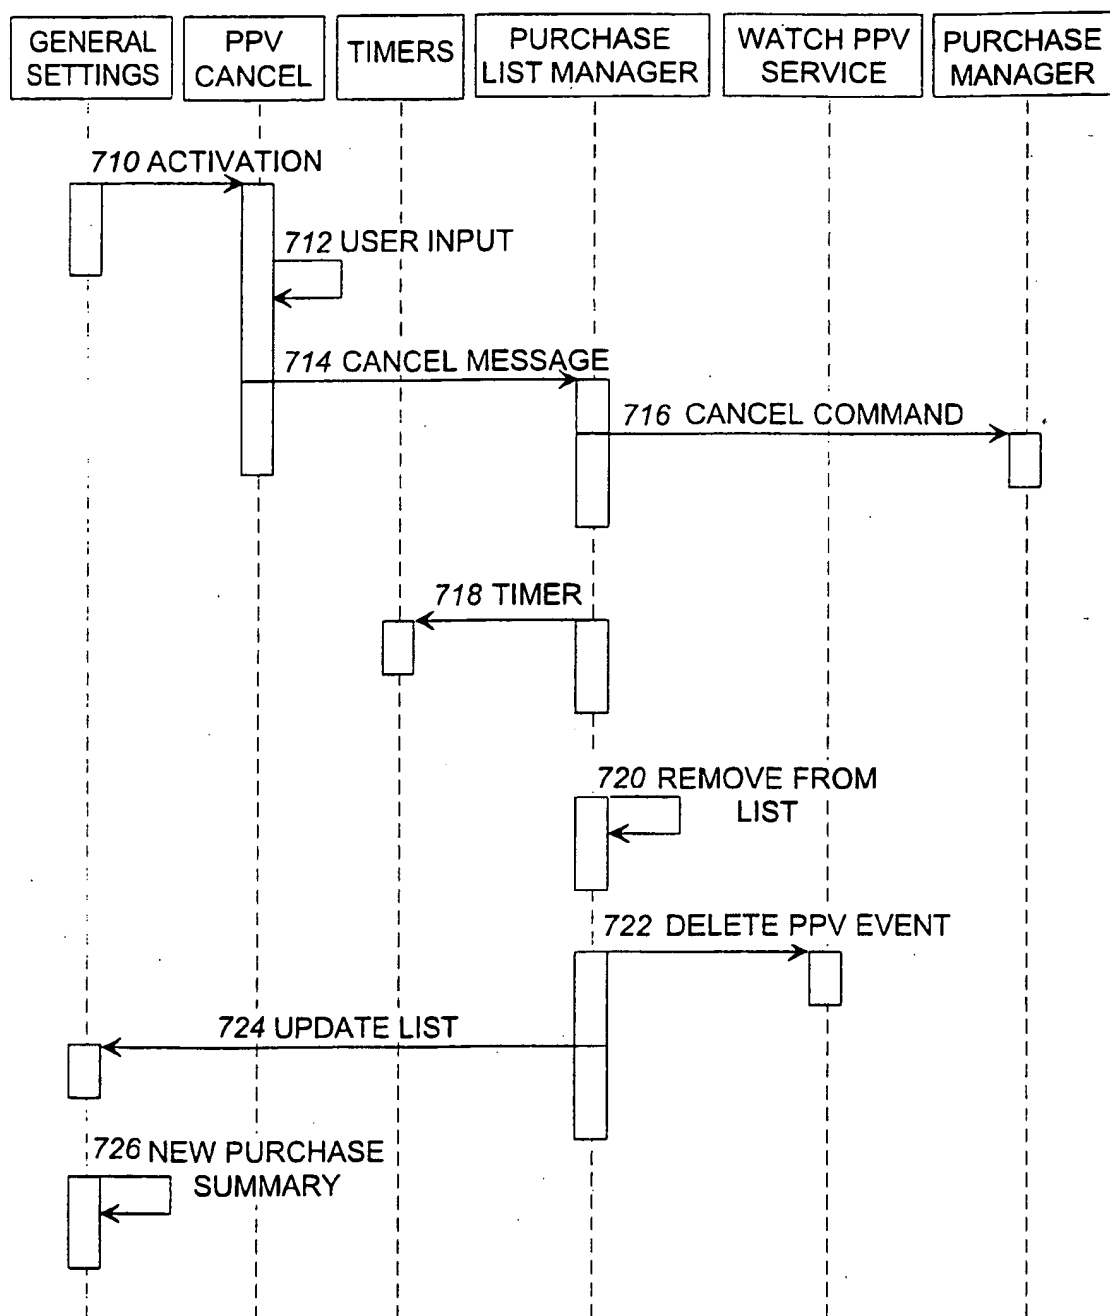 GENERAL
SETTINGS
PPV
CANCEL
TIMERS
PURCHASE
LIST MANAGER
WATCH PPV
SERVICE
PURCHASE
MANAGER
710 ACTIVATION
712 USER INPUT
714 CANCEL MESSAGE
716 CANCEL COMMAND
718 TIMER
720 REMOVE FROM
LIST
722 DELETE PPV EVENT
724 UPDATE LIST
726 NEW PURCHASE
SUMMARY